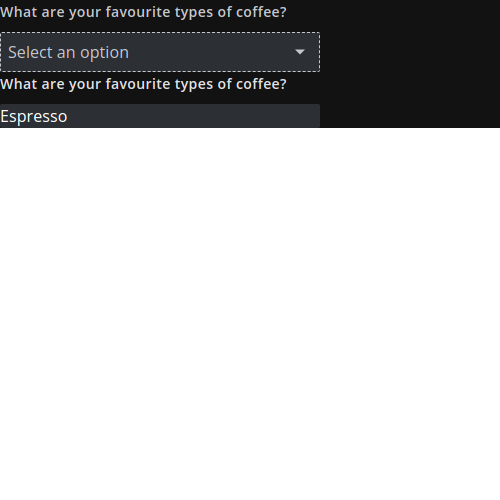 What are your favourite types of coffee?
Select an option
What are your favourite types of coffee?
Espresso